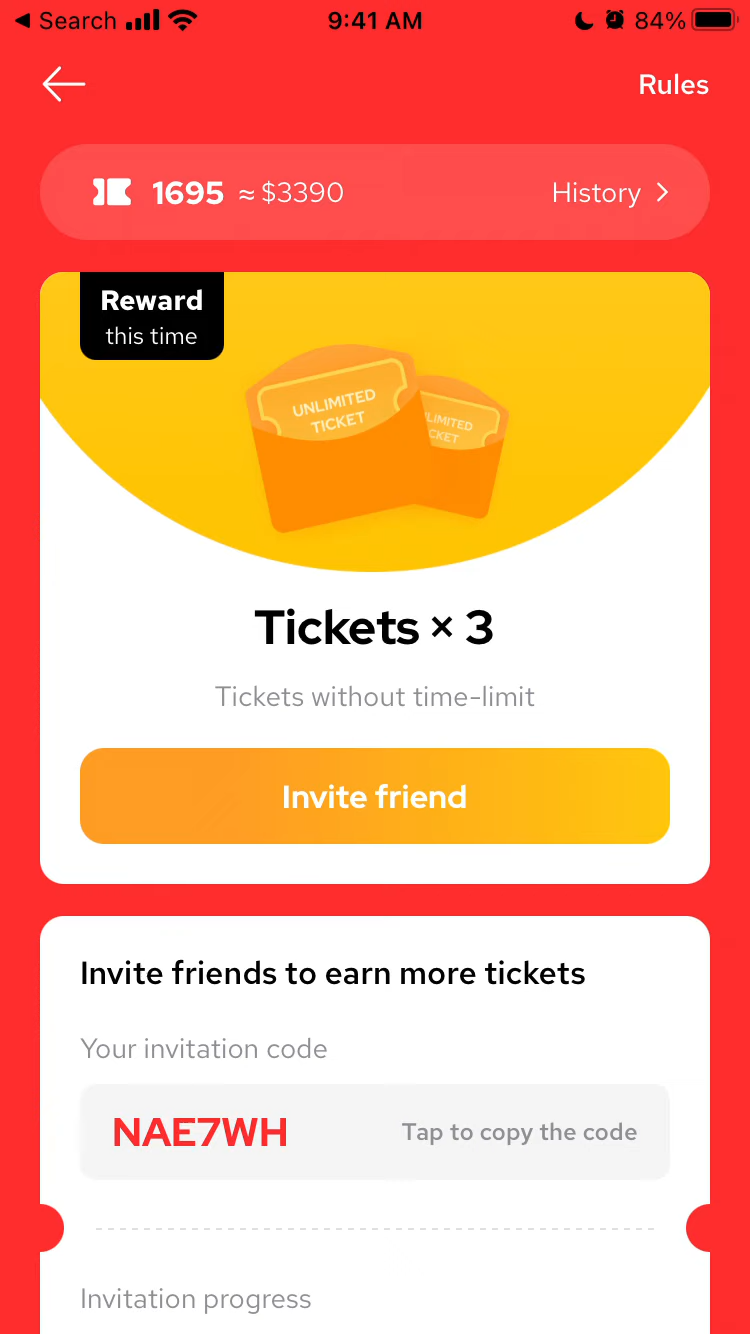 Search
9:41 AM
84%
Rules
1695 ≈ $3390
History
Reward
this time
UNLIMITED
TICKET
LIMITED
CKET
Tickets × 3
Tickets without time-limit
Invite friend
Invite friends to earn more tickets
Your invitation code
NAE7WH
Tap to copy the code
Invitation progress